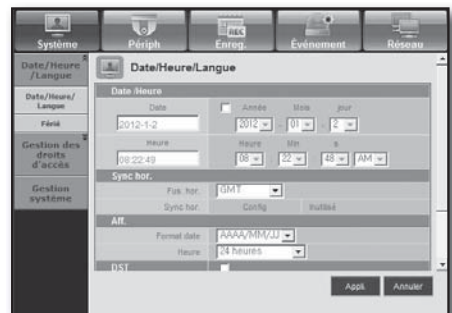 Système Périph Enreg. Événement Réseau
REC
Date/Heure
/Langue
Date/Heure/
Langue
Férié
Gestion des
droits
d'accès
Gestion
système
Date/Heure/Langue
Date /Heure
Date Année Mois jour
2012-1-2 2012 - 01 - 2
Heure Heure Min s
08:22:49 08 22 48 AM
Sync hor.
Fus. hor. GMT
Sync hor. Config Inutilisé
Aff.
Format date AAAA/MM/JJ
Heure 24 heures
DST
Appli. Annuler